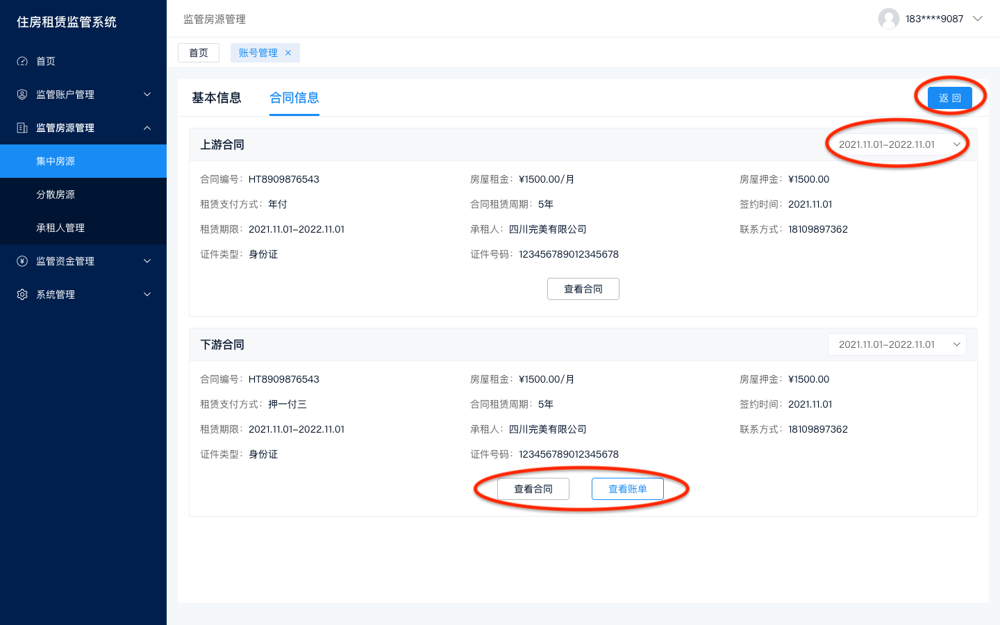 住房租赁监管系统
首页
监管账户管理
监管房源管理
集中房源
分散房源
承租人管理
监管资金管理
系统管理
监管房源管理
183****9087
首页
账号管理 ×
基本信息 合同信息
返 回
上游合同
2021.11.01-2022.11.01
合同编号：HT8909876543 房屋租金：¥1500.00/月 房屋押金：¥1500.00
租赁支付方式：年付 合同租赁周期：5年 签约时间：2021.11.01
租赁期限：2021.11.01-2022.11.01 承租人：四川完美有限公司 联系方式：18109897362
证件类型：身份证 证件号码：123456789012345678
查看合同
下游合同
2021.11.01-2022.11.01
合同编号：HT8909876543 房屋租金：¥1500.00/月 房屋押金：¥1500.00
租赁支付方式：押一付三 合同租赁周期：5年 签约时间：2021.11.01
租赁期限：2021.11.01-2022.11.01 承租人：四川完美有限公司 联系方式：18109897362
证件类型：身份证 证件号码：123456789012345678
查看合同 查看账单